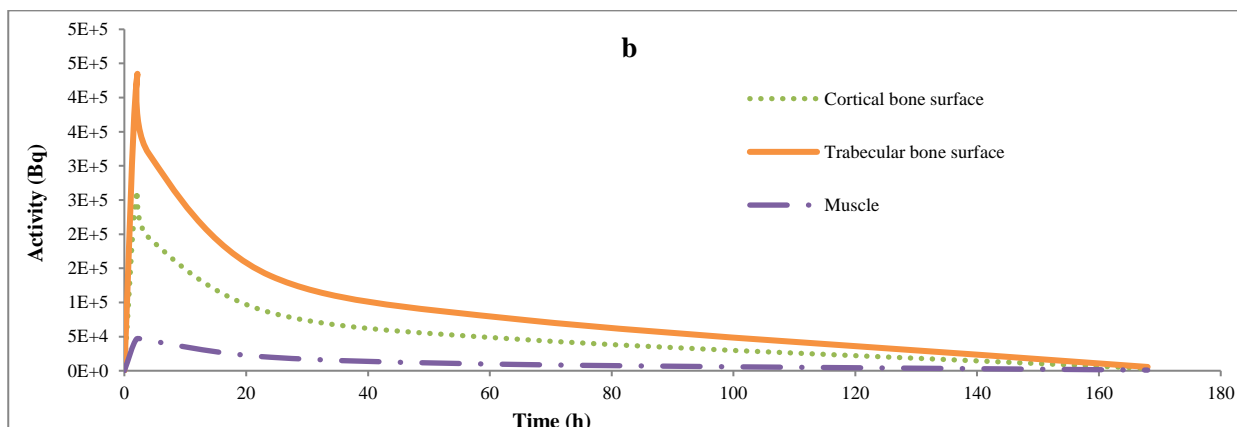 b
5E+5
5E+5
4E+5
4E+5
3E+5
3E+5
2E+5
2E+5
1E+5
5E+4
0E+0
Activity (Bq)
Cortical bone surface
Trabecular bone surface
Muscle
0 20 40 60 80 100 120 140 160 180
Time (h)